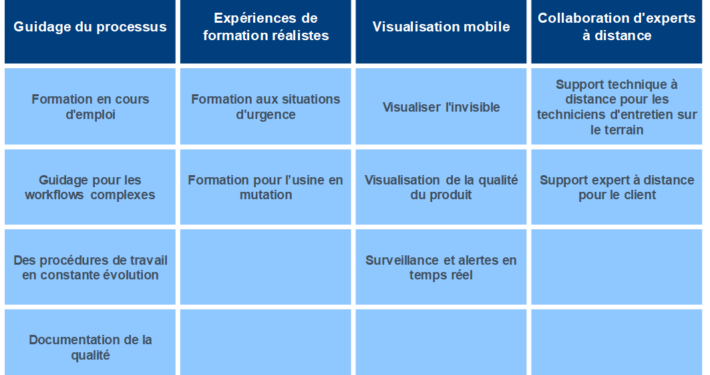 Guidage du processus
Expériences de
formation réalistes
Visualisation mobile
Collaboration d'experts
à distance
Formation en cours
d'emploi
Formation aux situations
d'urgence
Visualiser l'invisible
Support technique à
distance pour les
techniciens d'entretien sur
le terrain
Guidage pour les
workflows complexes
Formation pour l'usine en
mutation
Visualisation de la qualité
du produit
Support expert à distance
pour le client
Des procédures de travail
en constante évolution
Surveillance et alertes en
temps réel
Documentation de la
qualité